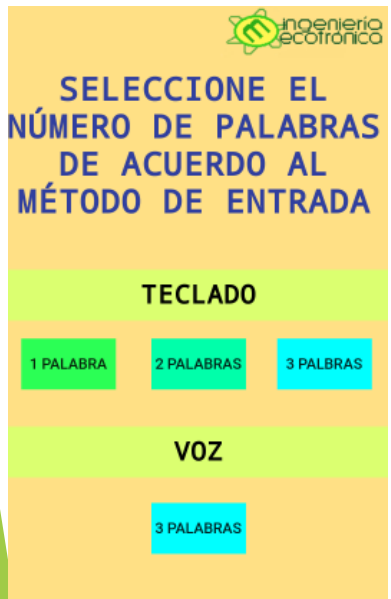 ingeniería
ecotrónica
SELECCIONE EL
NÚMERO DE PALABRAS
DE ACUERDO AL
MÉTODO DE ENTRADA
TECLADO
1 PALABRA 2 PALABRAS 3 PALBRAS
VOZ
3 PALABRAS